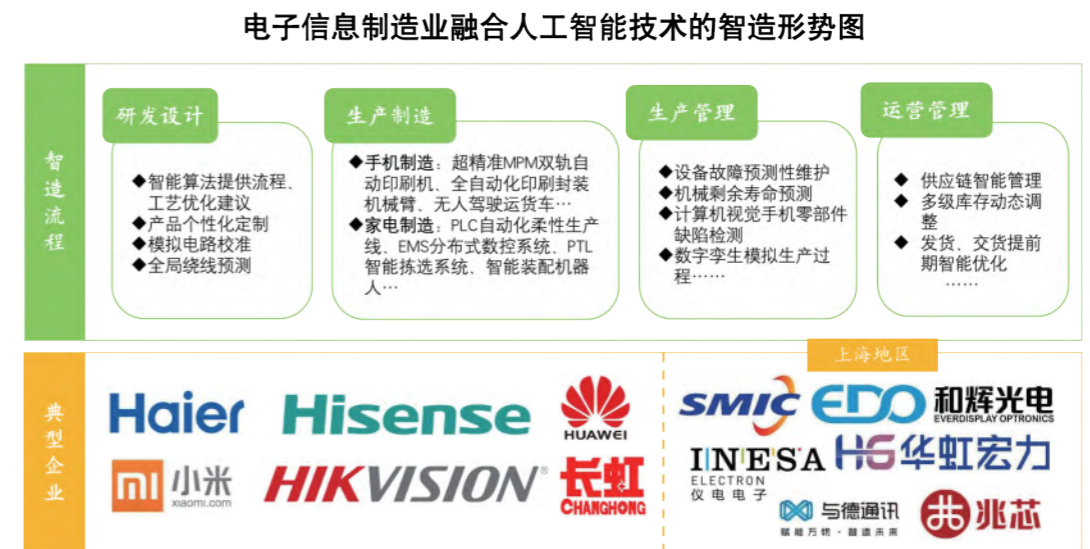 电子信息制造业融合人工智能技术的智造形势图
智造流程
研发设计
◆智能算法提供流程、
工艺优化建议
◆产品个性化定制
◆模拟电路校准
◆全局绕线预测
生产制造
◆手机制造：超精准MPM双轨自
动印刷机、全自动化印刷封装
机械臂、无人驾驶运货车…
◆家电制造：PLC自动化柔性生产
线、EMS分布式数控系统、PTL
智能拣选系统、智能装配机器
人…
生产管理
◆设备故障预测性维护
◆机械剩余寿命预测
◆计算机视觉手机零部件
缺陷检测
◆数字孪生模拟生产过
程……
运营管理
◆ 供应链智能管理
◆ 多级库存动态调
整
◆ 发货、交货提前
期智能优化
……
典型企业
Haier
Hisense
HUAWEI
小米
xiaomi.com
HIKVISION®
长虹
CHANGHONG
上海地区
SMIC
EDO
和辉光电
EVERDISPLAY OPTRONICS
INESA
ELECTRON
仪电电子
HG华虹宏力
与德通讯
赋能万物·智造未来
兆芯